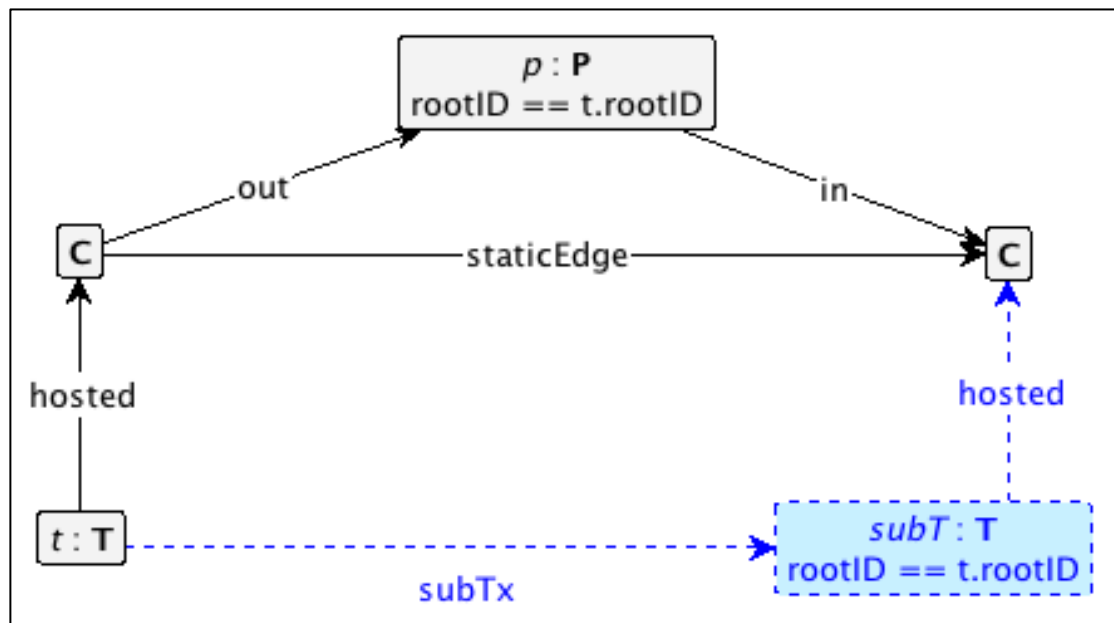 p : P
rootID == t.rootID
out
in
C
staticEdge
C
hosted
hosted
t : T
subT : T
rootID == t.rootID
subTx